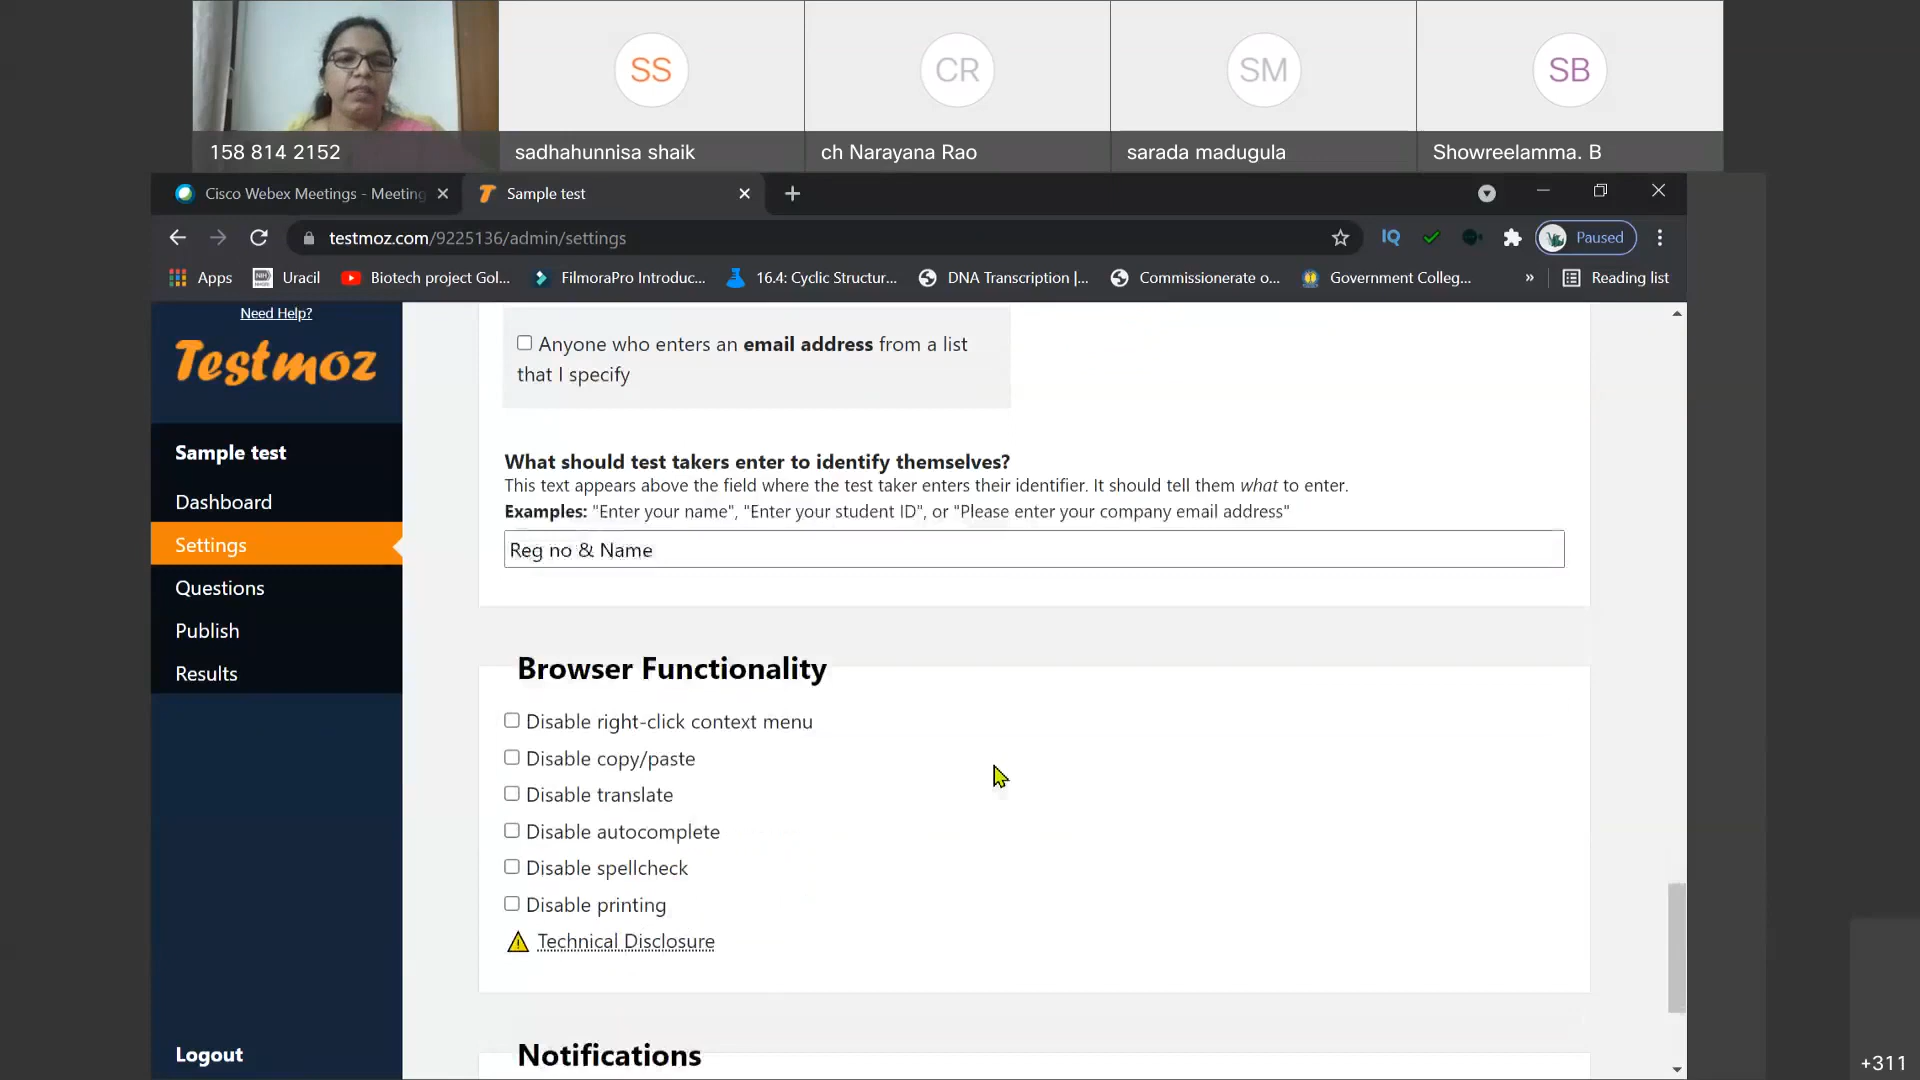 SS
CR
SM
SB
158 814 2152
sadhahunnisa shaik
ch Narayana Rao
sarada madugula
Showreelamma. B
Cisco Webex Meetings - Meeting
Sample test
testmoz.com/9225136/admin/settings
IQ
Paused
Apps
Uracil
Biotech project Gol...
FilmoraPro Introduc...
16.4: Cyclic Structur...
DNA Transcription |...
Commissionerate o...
Government Colleg...
»
Reading list
Need Help?
Testmoz
Sample test
Dashboard
Settings
Questions
Publish
Results
Logout
Anyone who enters an email address from a list
that I specify
What should test takers enter to identify themselves?
This text appears above the field where the test taker enters their identifier. It should tell them what to enter.
Examples: "Enter your name", "Enter your student ID", or "Please enter your company email address"
Reg no & Name
Browser Functionality
Disable right-click context menu
Disable copy/paste
Disable translate
Disable autocomplete
Disable spellcheck
Disable printing
Technical Disclosure
Notifications
+311